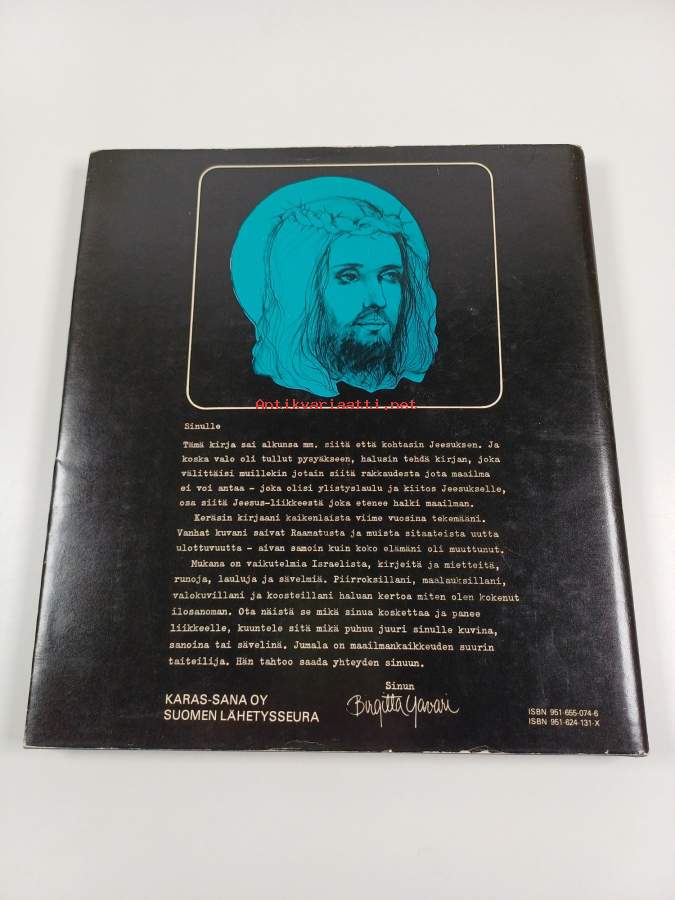 Antikvariaatti.net
Sinulle
Tämä kirja sai alkunsa mm. siitä että kohtasin Jeesuksen. Ja
koska valo oli tullut pysyäkseen, halusin tehdä kirjan, joka
välittäisi muillekin jotain siitä rakkaudesta jota maailma
ei voi antaa - joka olisi ylistyslaulu ja kiitos Jeesukselle,
osa siitä Jeesus-liikkeestä joka etenee halki maailman.
Keräsin kirjaani kaikenlaista viime vuosina tekemääni.
Vanhat kuvani saivat Raamatusta ja muista sitaateista uutta
ulottuvuutta - aivan samoin kuin koko elämäni oli muuttunut.
Mukana on vaikutelmia Israelista, kirjeitä ja mietteitä,
runoja, lauluja ja sävelmiä. Piirroksillani, maalauksillani,
valokuvillani ja koosteillani haluan kertoa miten olen kokenut
ilosanoman. Ota näistä se mikä sinua koskettaa ja panee
liikkeelle, kuuntele sitä mikä puhuu juuri sinulle kuvina,
sanoina tai sävelinä. Jumala on maailmankaikkeuden suurin
taiteilija. Hän tahtoo saada yhteyden sinuun.
Sinun
Birgitta Yavari
KARAS-SANA OY
SUOMEN LÄHETYSSEURA
ISBN 951-655-074-6
ISBN 951-624-131-X